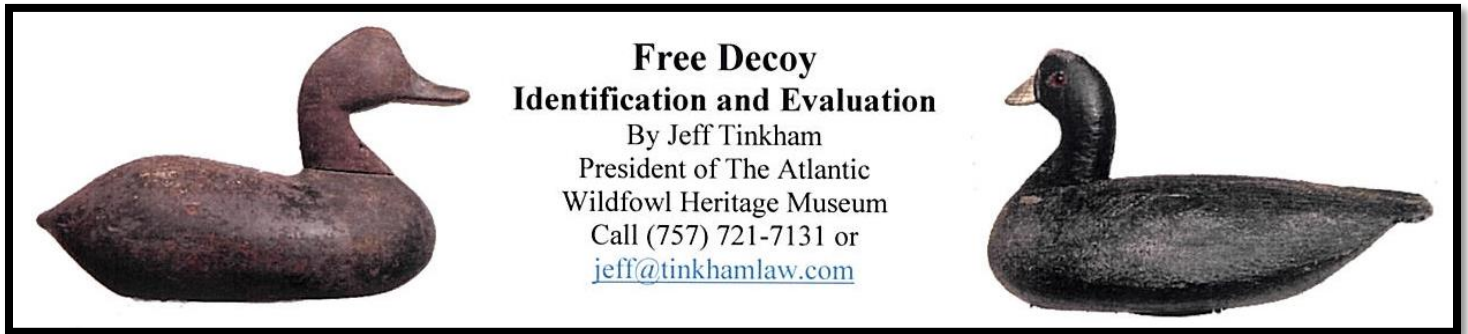 Free Decoy
Identification and Evaluation
By Jeff Tinkham
President of The Atlantic
Wildfowl Heritage Museum
Call (757) 721-7131 or
jeff@tinkhamlaw.com